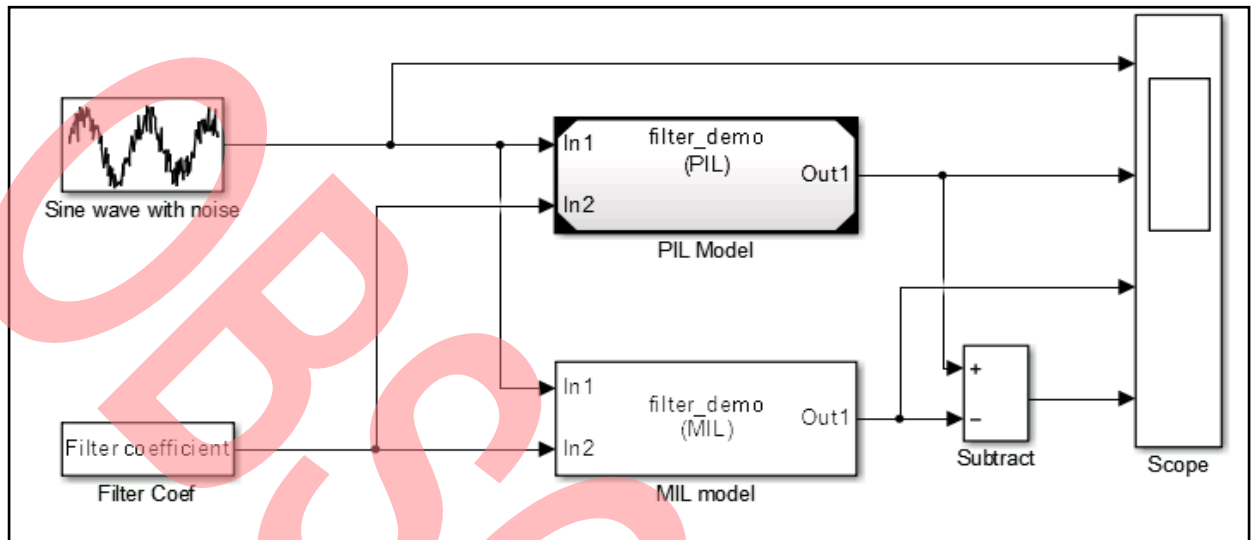 Sine wave with noise
In1
filter_demo
(PIL)
Out1
In2
PIL Model
Filter coefficient
Filter Coef
In1
filter_demo
(MIL)
Out1
In2
MIL model
+
−
Subtract
Scope
OBSO